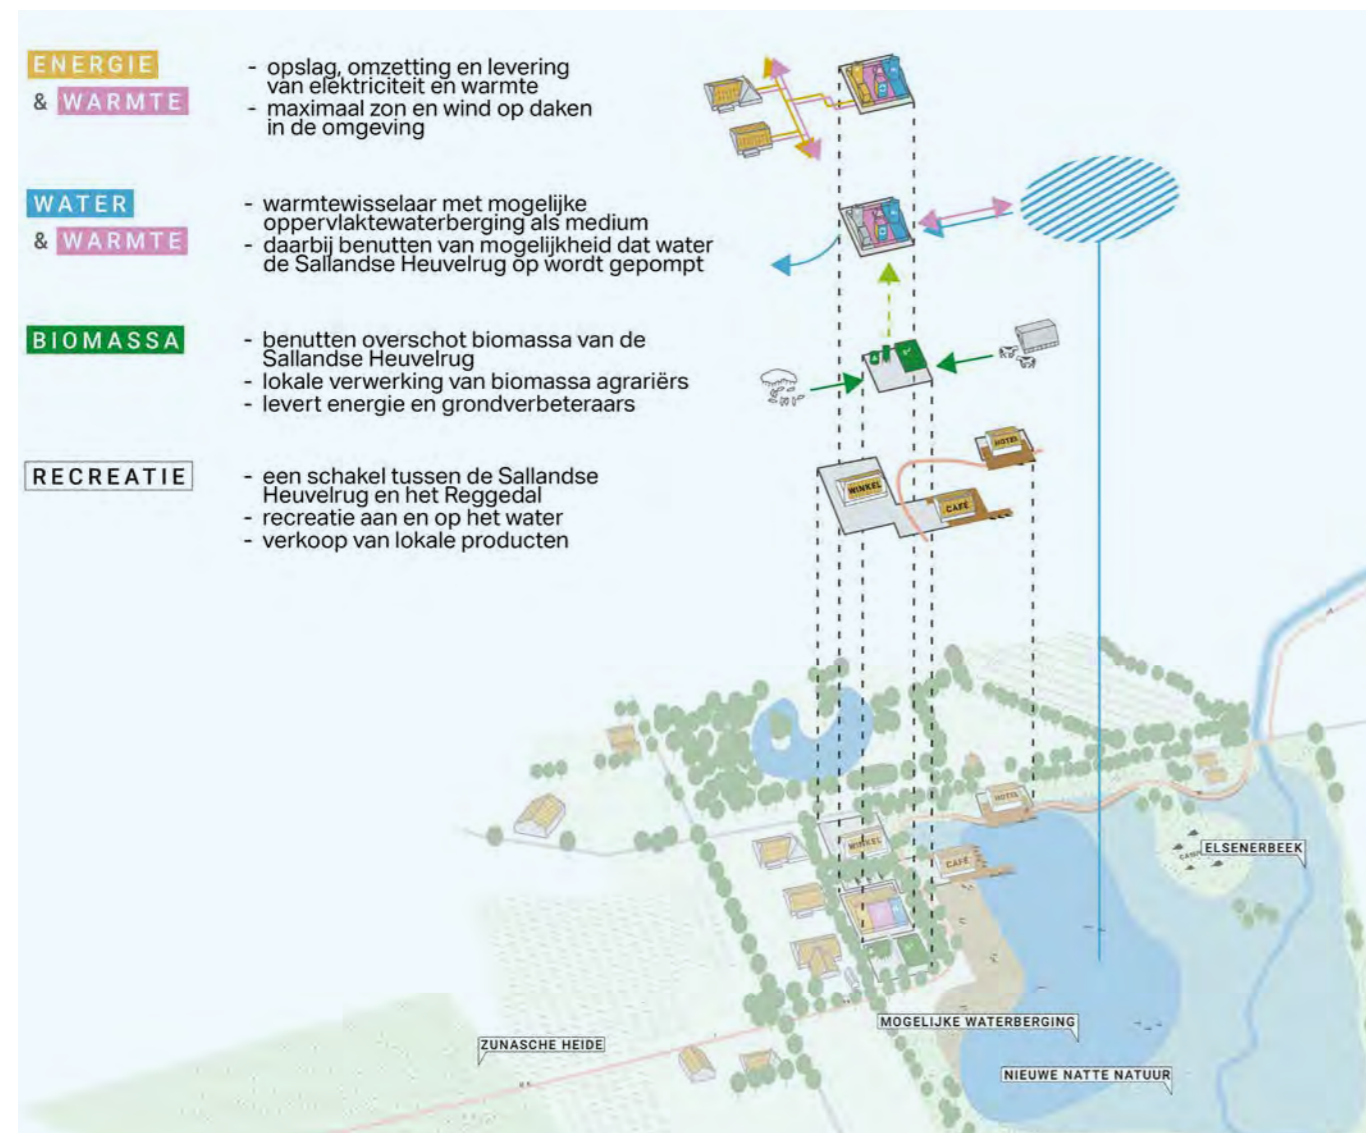 ENERGIE
& WARMTE
- opslag, omzetting en levering
van elektriciteit en warmte
- maximaal zon en wind op daken
in de omgeving
WATER
& WARMTE
- warmtewisselaar met mogelijke
oppervlaktewaterberging als medium
- daarbij benutten van mogelijkheid dat water
de Sallandse Heuvelrug op wordt gepompt
BIOMASSA
- benutten overschot biomassa van de
Sallandse Heuvelrug
- lokale verwerking van biomassa agrariërs
- levert energie en grondverbeteraars
RECREATIE
- een schakel tussen de Sallandse
Heuvelrug en het Reggedal
- recreatie aan en op het water
- verkoop van lokale producten
HOTEL
WINKEL
CAFÉ
HOTEL
WINKEL
CAFÉ
ELSENERBEEK
MOGELIJKE WATERBERGING
ZUNASCHE HEIDE
NIEUWE NATTE NATUUR